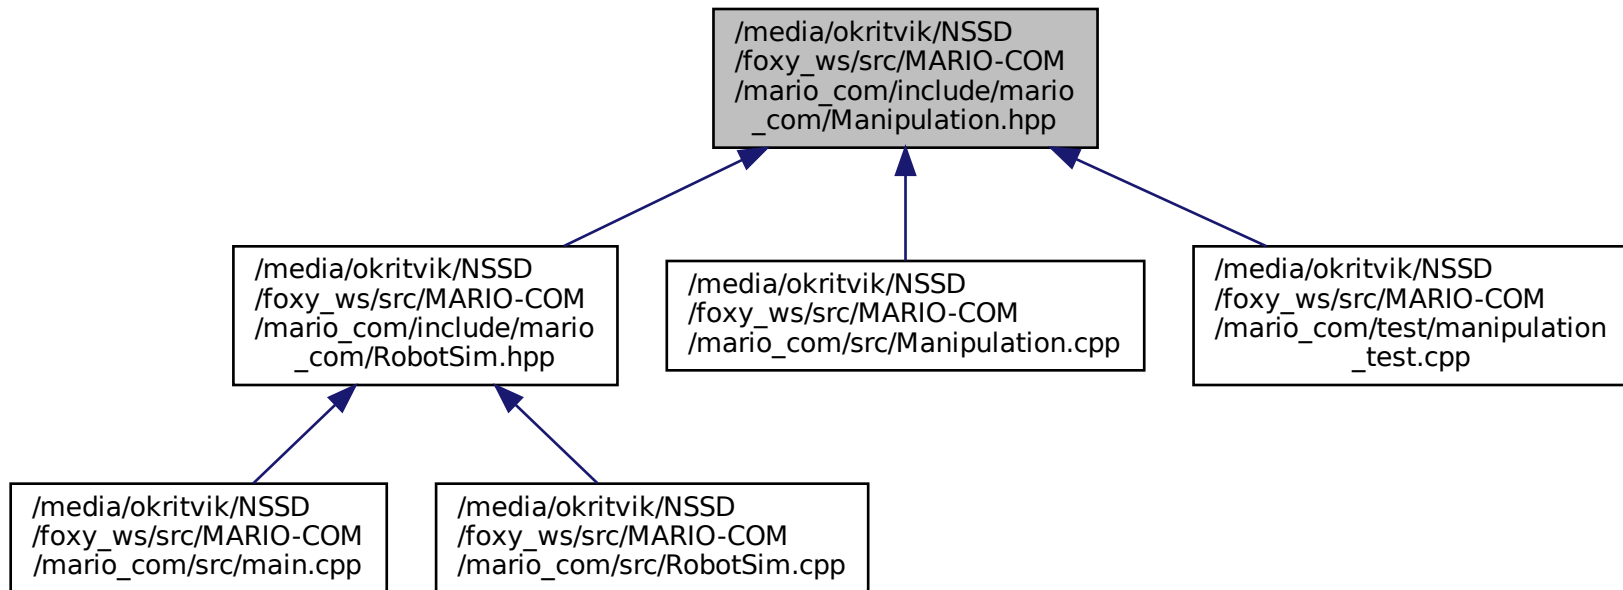 /media/okritvik/NSSD
/foxy_ws/src/MARIO-COM
/mario_com/include/mario
_com/Manipulation.hpp
/media/okritvik/NSSD
/foxy_ws/src/MARIO-COM
/mario_com/include/mario
_com/RobotSim.hpp
/media/okritvik/NSSD
/foxy_ws/src/MARIO-COM
/mario_com/src/Manipulation.cpp
/media/okritvik/NSSD
/foxy_ws/src/MARIO-COM
/mario_com/test/manipulation
_test.cpp
/media/okritvik/NSSD
/foxy_ws/src/MARIO-COM
/mario_com/src/main.cpp
/media/okritvik/NSSD
/foxy_ws/src/MARIO-COM
/mario_com/src/RobotSim.cpp